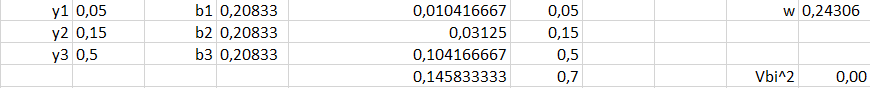 y1 0,05 b1 0,20833 0,010416667 0,05 w 0,24306
y2 0,15 b2 0,20833 0,03125 0,15
y3 0,5 b3 0,20833 0,104166667 0,5
0,145833333 0,7 Vbi^2 0,00